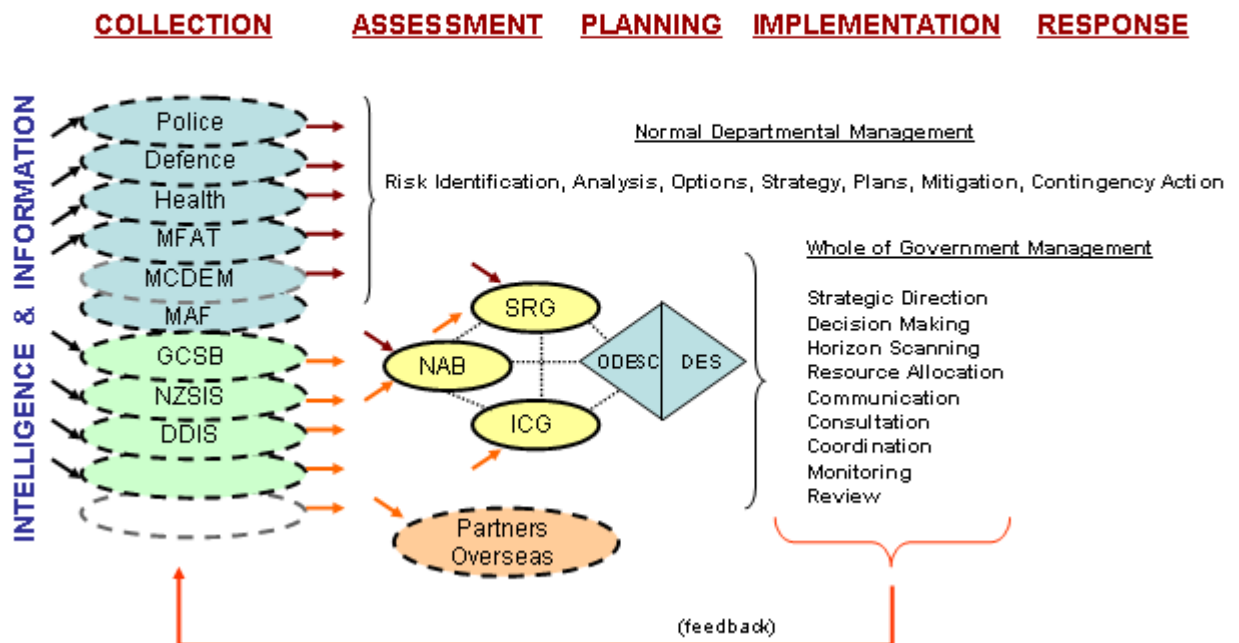 COLLECTION ASSESSMENT PLANNING IMPLEMENTATION RESPONSE
INTELLIGENCE & INFORMATION
Police
Defence
Health
MFAT
MCDEM
MAF
GCSB
NZSIS
DDIS
Normal Departmental Management
Risk Identification, Analysis, Options, Strategy, Plans, Mitigation, Contingency Action
SRG
NAB
ICG
ODESC DES
Partners
Overseas
Whole of Government Management
Strategic Direction
Decision Making
Horizon Scanning
Resource Allocation
Communication
Consultation
Coordination
Monitoring
Review
(feedback)